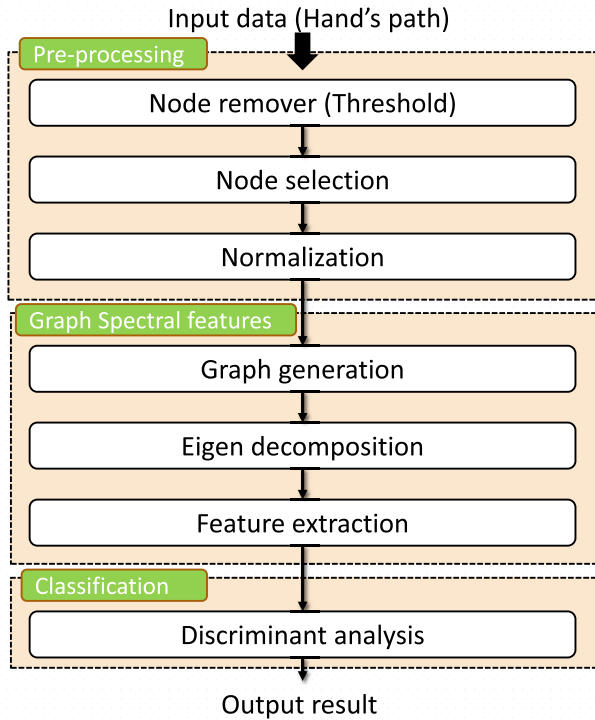 Input data (Hand’s path)
Pre-processing
Node remover (Threshold)
Node selection
Normalization
Graph Spectral features
Graph generation
Eigen decomposition
Feature extraction
Classification
Discriminant analysis
Output result